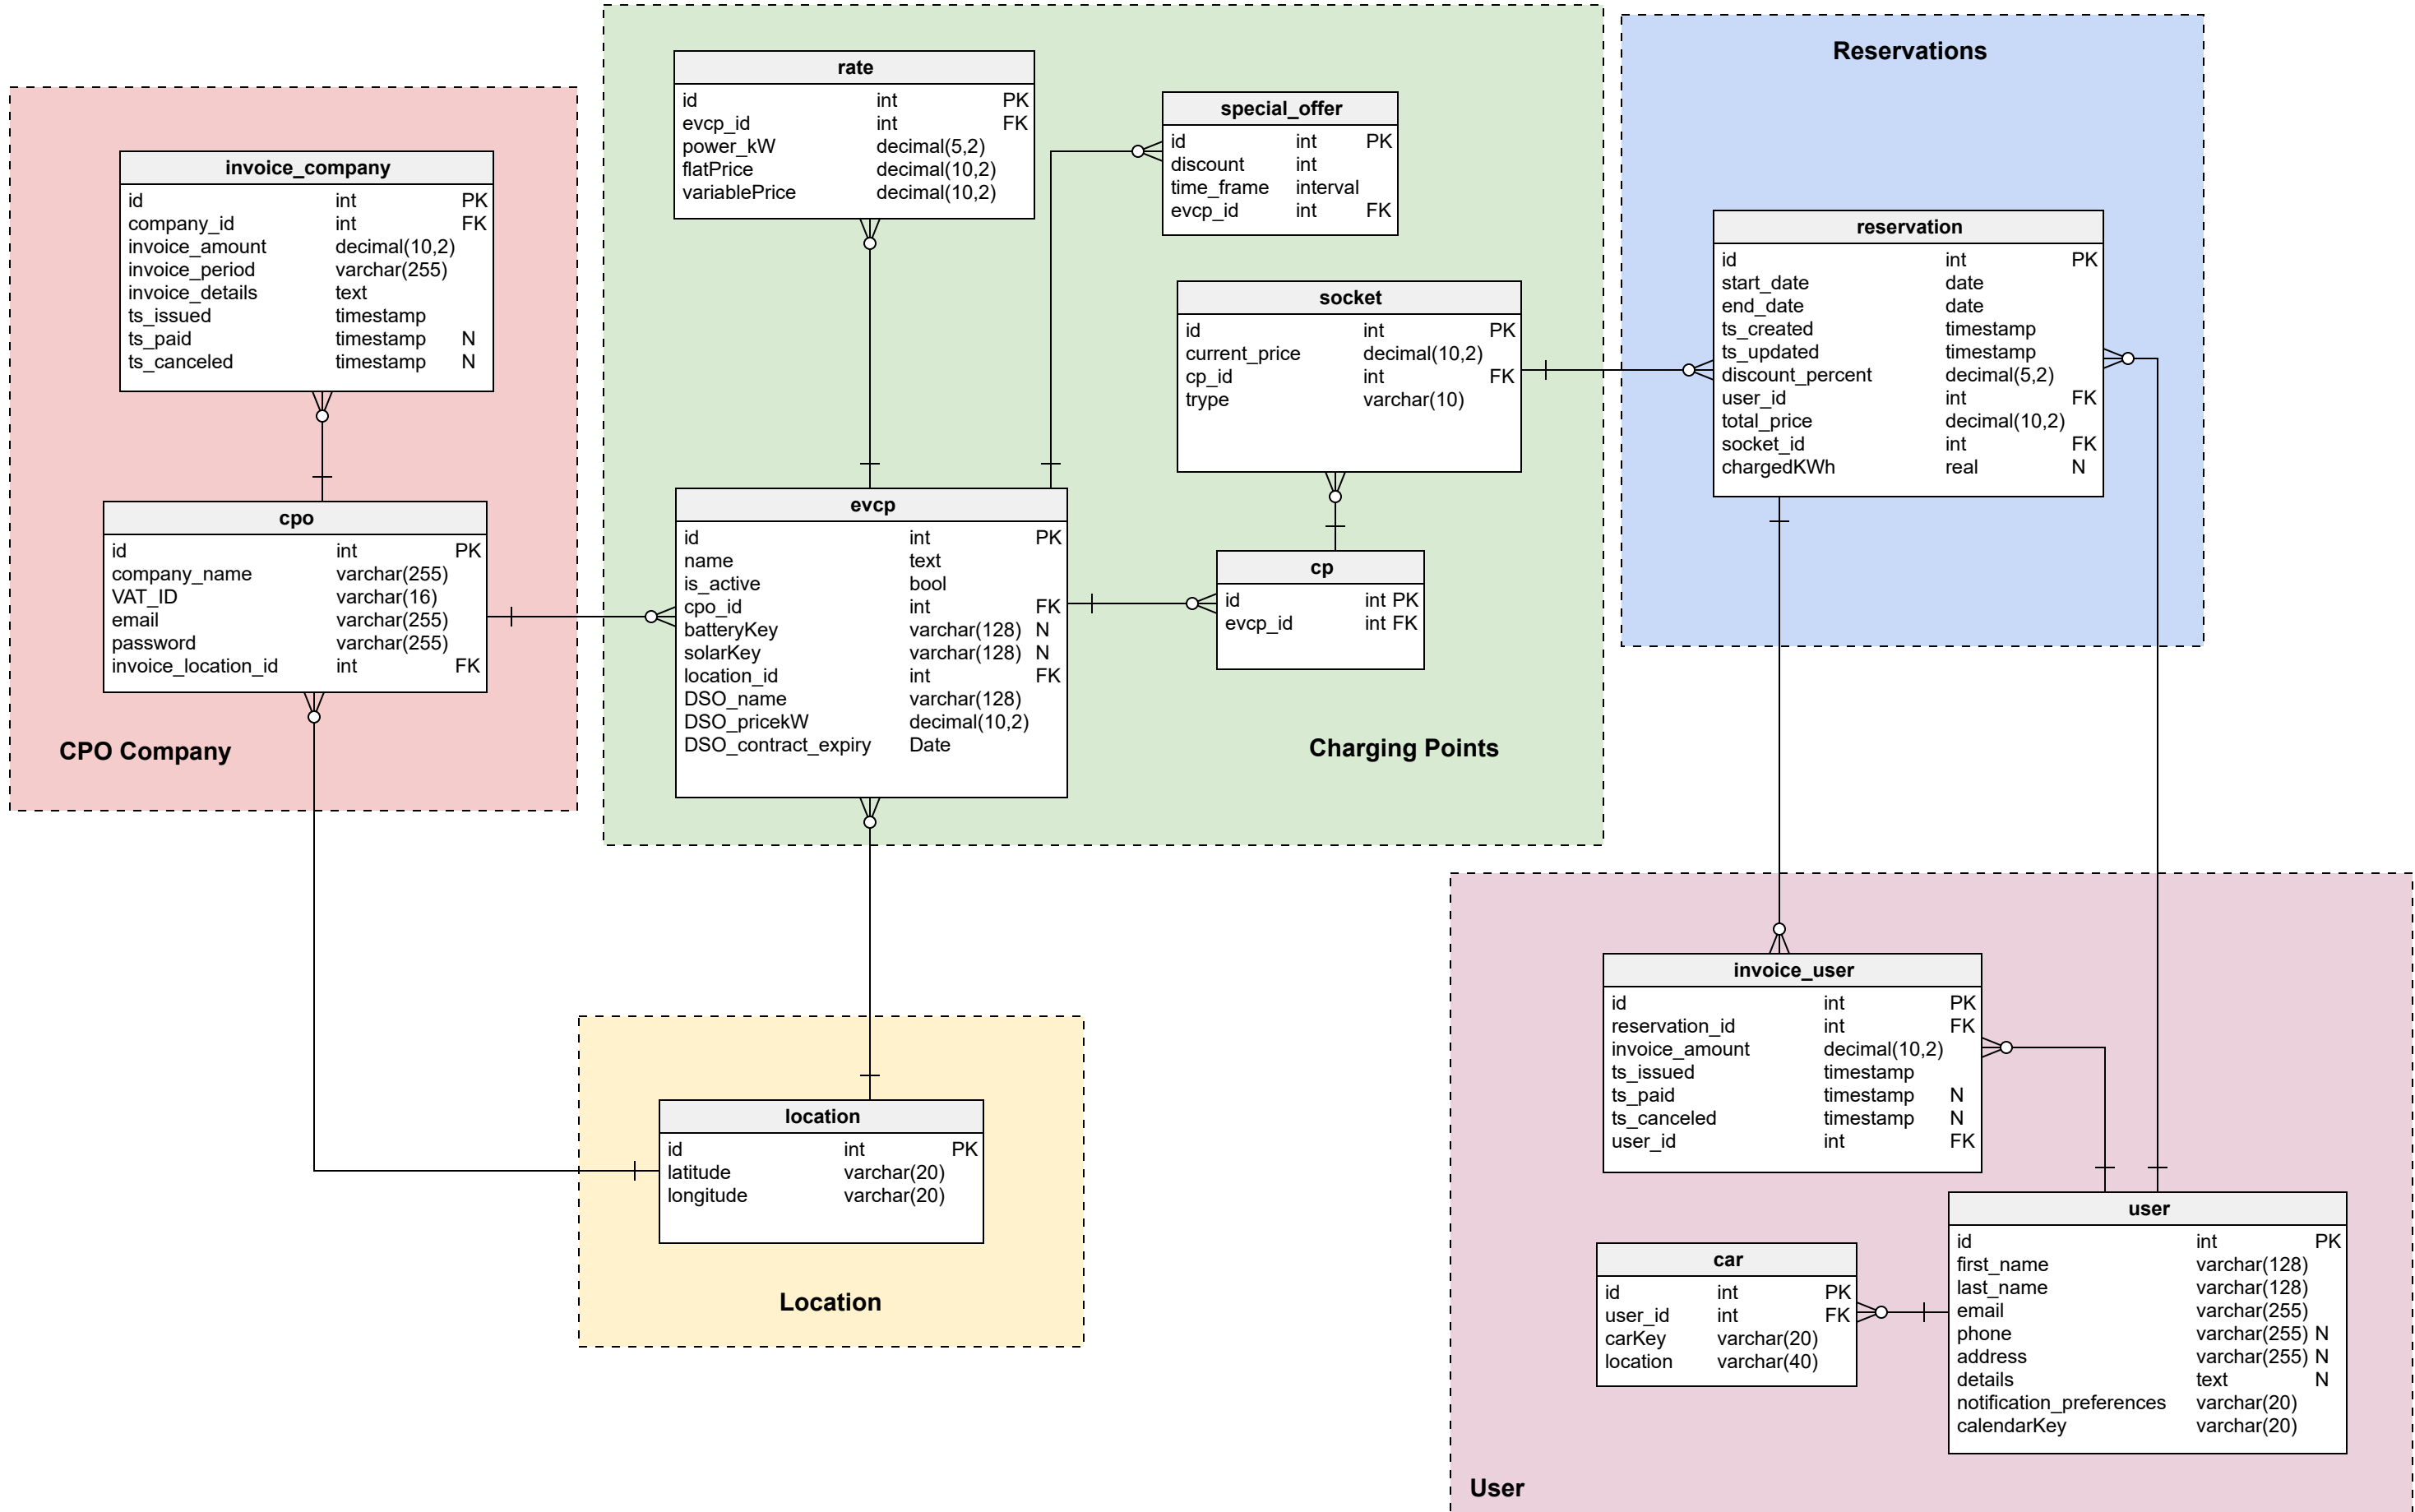 invoice_company
id int PK
company_id int FK
invoice_amount decimal(10,2)
invoice_period varchar(255)
invoice_details text
ts_issued timestamp
ts_paid timestamp N
ts_canceled timestamp N
cpo
id int PK
company_name varchar(255)
VAT_ID varchar(16)
email varchar(255)
password varchar(255)
invoice_location_id int FK
CPO Company
rate
id int PK
evcp_id int FK
power_kW decimal(5,2)
flatPrice decimal(10,2)
variablePrice decimal(10,2)
special_offer
id int PK
discount int
time_frame interval
evcp_id int FK
socket
id int PK
current_price decimal(10,2)
cp_id int FK
trype varchar(10)
evcp
id int PK
name text
is_active bool
cpo_id int FK
batteryKey varchar(128) N
solarKey varchar(128) N
location_id int FK
DSO_name varchar(128)
DSO_pricekW decimal(10,2)
DSO_contract_expiry Date
cp
id int PK
evcp_id int FK
Charging Points
Reservations
reservation
id int PK
start_date date
end_date date
ts_created timestamp
ts_updated timestamp
discount_percent decimal(5,2)
user_id int FK
total_price decimal(10,2)
socket_id int FK
chargedKWh real N
location
id int PK
latitude varchar(20)
longitude varchar(20)
Location
invoice_user
id int PK
reservation_id int FK
invoice_amount decimal(10,2)
ts_issued timestamp
ts_paid timestamp N
ts_canceled timestamp N
user_id int FK
car
id int PK
user_id int FK
carKey varchar(20)
location varchar(40)
user
id int PK
first_name varchar(128)
last_name varchar(128)
email varchar(255)
phone varchar(255) N
address varchar(255) N
details text N
notification_preferences varchar(20)
calendarKey varchar(20)
User